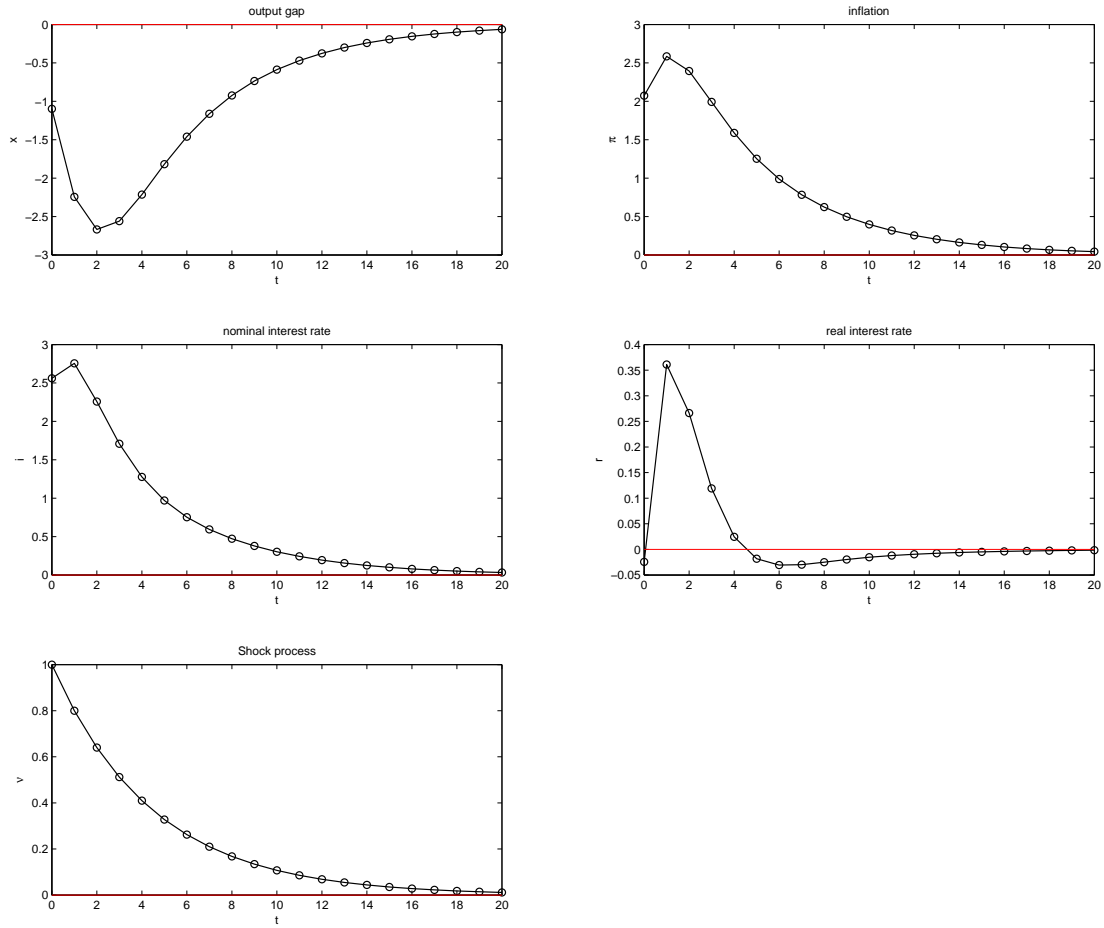 output gap
0
−0.5
−1
−1.5
−2
−2.5
−3
x
0 2 4 6 8 10 12 14 16 18 20
t
inflation
3
2.5
2
1.5
1
0.5
0
π
0 2 4 6 8 10 12 14 16 18 20
t
nominal interest rate
3
2.5
2
1.5
1
0.5
0
i
0 2 4 6 8 10 12 14 16 18 20
t
real interest rate
0.4
0.35
0.3
0.25
0.2
0.15
0.1
0.05
0
−0.05
r
0 2 4 6 8 10 12 14 16 18 20
t
Shock process
1
0.8
0.6
0.4
0.2
0
ν
0 2 4 6 8 10 12 14 16 18 20
t